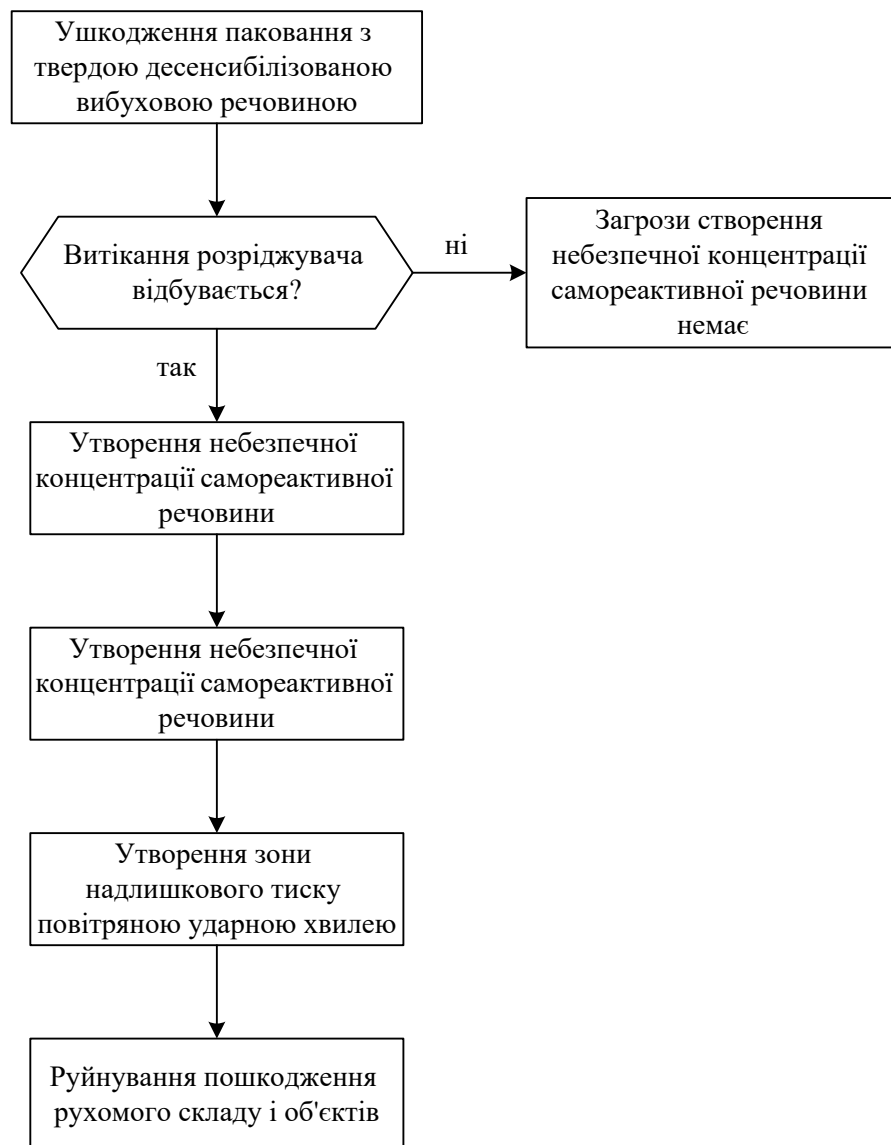 Ушкодження паковання з
твердою десенсибілізованою
вибуховою речовиною
Витікання розріджувача
відбувається?
ні
Загрози створення
небезпечної концентрації
самореактивної речовини
немає
так
Утворення небезпечної
концентрації самореактивної
речовини
Утворення небезпечної
концентрації самореактивної
речовини
Утворення зони
надлишкового тиску
повітряною ударною хвилею
Руйнування пошкодження
рухомого складу і об'єктів